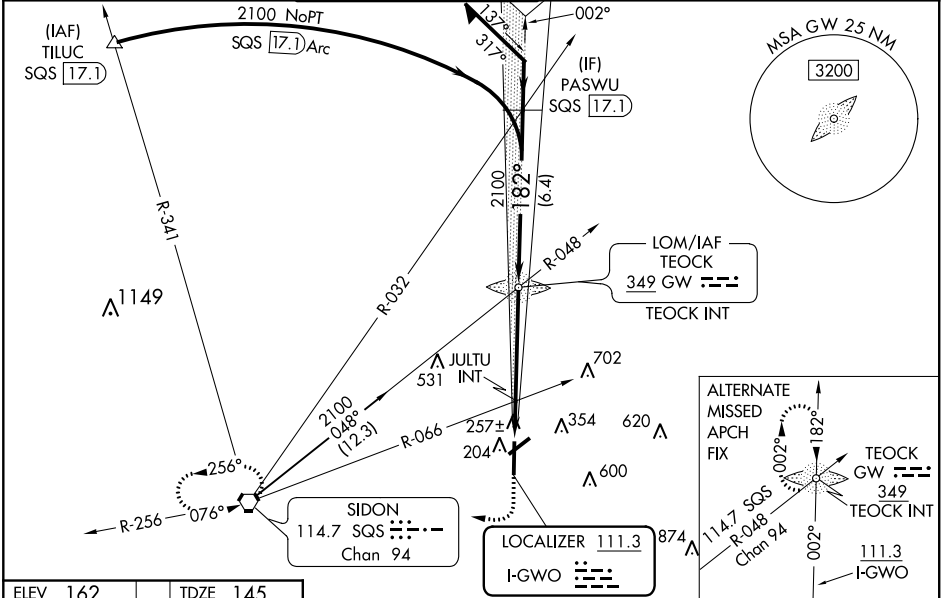 2100 NoPT
SQS 17.1 Arc
(IAF)
TILUC
SQS 17.1
137°
317°
002°
(IF)
PASWU
SQS 17.1
MSA GW 25 NM
3200
R-341
R-032
2100
182°
(6.4)
R-048
LOM/IAF
TEOCK
349 GW
TEOCK INT
1149
JULTU
INT
531
702
2100
048°
(12.3)
R-066
257±
204
354
620
600
874
256°
R-256
076°
SIDON
114.7 SQS
Chan 94
LOCALIZER 111.3
I-GWO
ALTERNATE
MISSED
APCH
FIX
002°
182°
TEOCK
GW
349
TEOCK INT
114.7 SQS
R-048
Chan 94
002°
111.3
I-GWO
ELEV 162
TDZE 145